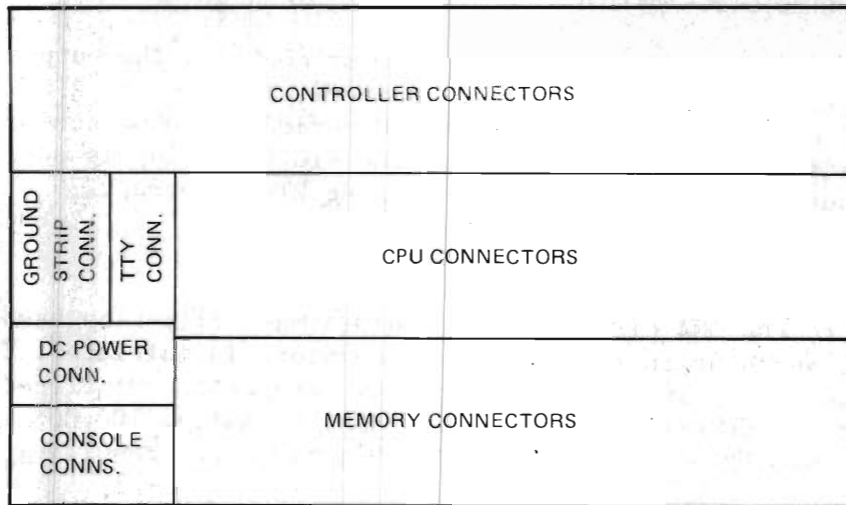 CONTROLLER CONNECTORS
GROUND
STRIP
CONN.
TTY
CONN.
CPU CONNECTORS
DC POWER
CONN.
MEMORY CONNECTORS
CONSOLE
CONNS.